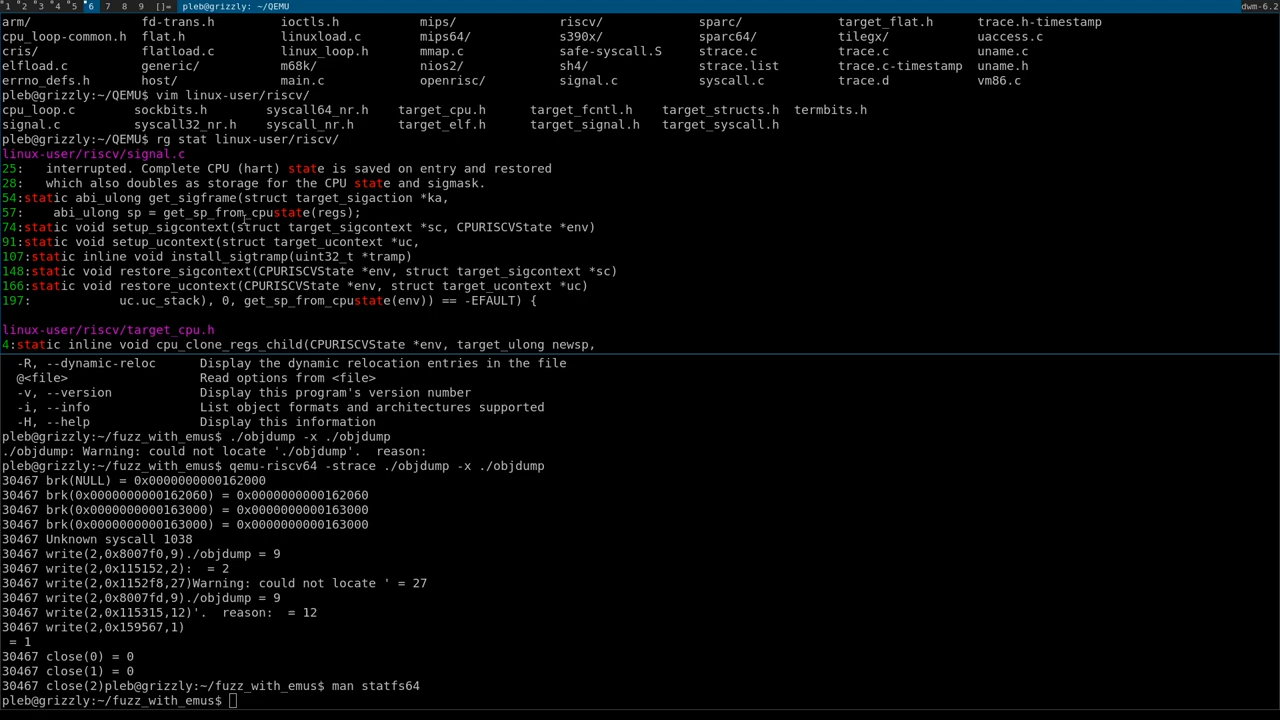 1 2 3 4 5 6 7 8 9 []= pleb@grizzly: ~/QEMU dwm-6.2
arm/ fd-trans.h ioctls.h mips/ riscv/ sparc/ target_flat.h trace.h-timestamp
cpu_loop-common.h flat.h linuxload.c mips64/ s390x/ sparc64/ tilegx/ uaccess.c
cris/ flatload.c linux_loop.h mmap.c safe-syscall.S strace.c trace.c uname.c
elfload.c generic/ m68k/ nios2/ sh4/ strace.list trace.c-timestamp uname.h
errno_defs.h host/ main.c openrisc/ signal.c syscall.c trace.d vm86.c
pleb@grizzly:~/QEMU$ vim linux-user/riscv/
cpu_loop.c sockbits.h syscall64_nr.h target_cpu.h target_fcntl.h target_structs.h termbits.h
signal.c syscall32_nr.h syscall_nr.h target_elf.h target_signal.h target_syscall.h
pleb@grizzly:~/QEMU$ rg stat linux-user/riscv/
linux-user/riscv/signal.c
25:   interrupted. Complete CPU (hart) state is saved on entry and restored
28:   which also doubles as storage for the CPU state and sigmask.
54:static abi_ulong get_sigframe(struct target_sigaction *ka,
57:    abi_ulong sp = get_sp_from_cpustate(regs);
74:static void setup_sigcontext(struct target_sigcontext *sc, CPURISCVState *env)
91:static void setup_ucontext(struct target_ucontext *uc,
107:static inline void install_sigtramp(uint32_t *tramp)
148:static void restore_sigcontext(CPURISCVState *env, struct target_sigcontext *sc)
166:static void restore_ucontext(CPURISCVState *env, struct target_ucontext *uc)
197:            uc.uc_stack), 0, get_sp_from_cpustate(env)) == -EFAULT) {
linux-user/riscv/target_cpu.h
4:static inline void cpu_clone_regs_child(CPURISCVState *env, target_ulong newsp,
-R, --dynamic-reloc      Display the dynamic relocation entries in the file
@<file>                  Read options from <file>
-v, --version            Display this program's version number
-i, --info               List object formats and architectures supported
-H, --help               Display this information
pleb@grizzly:~/fuzz_with_emus$ ./objdump -x ./objdump
./objdump: Warning: could not locate './objdump'.  reason:
pleb@grizzly:~/fuzz_with_emus$ qemu-riscv64 -strace ./objdump -x ./objdump
30467 brk(NULL) = 0x0000000000162000
30467 brk(0x0000000000162060) = 0x0000000000162060
30467 brk(0x0000000000163000) = 0x0000000000163000
30467 brk(0x0000000000163000) = 0x0000000000163000
30467 Unknown syscall 1038
30467 write(2,0x8007f0,9)./objdump = 9
30467 write(2,0x115152,2):  = 2
30467 write(2,0x1152f8,27)Warning: could not locate ' = 27
30467 write(2,0x8007fd,9)./objdump = 9
30467 write(2,0x115315,12)'.  reason:  = 12
30467 write(2,0x159567,1)
= 1
30467 close(0) = 0
30467 close(1) = 0
30467 close(2)pleb@grizzly:~/fuzz_with_emus$ man statfs64
pleb@grizzly:~/fuzz_with_emus$